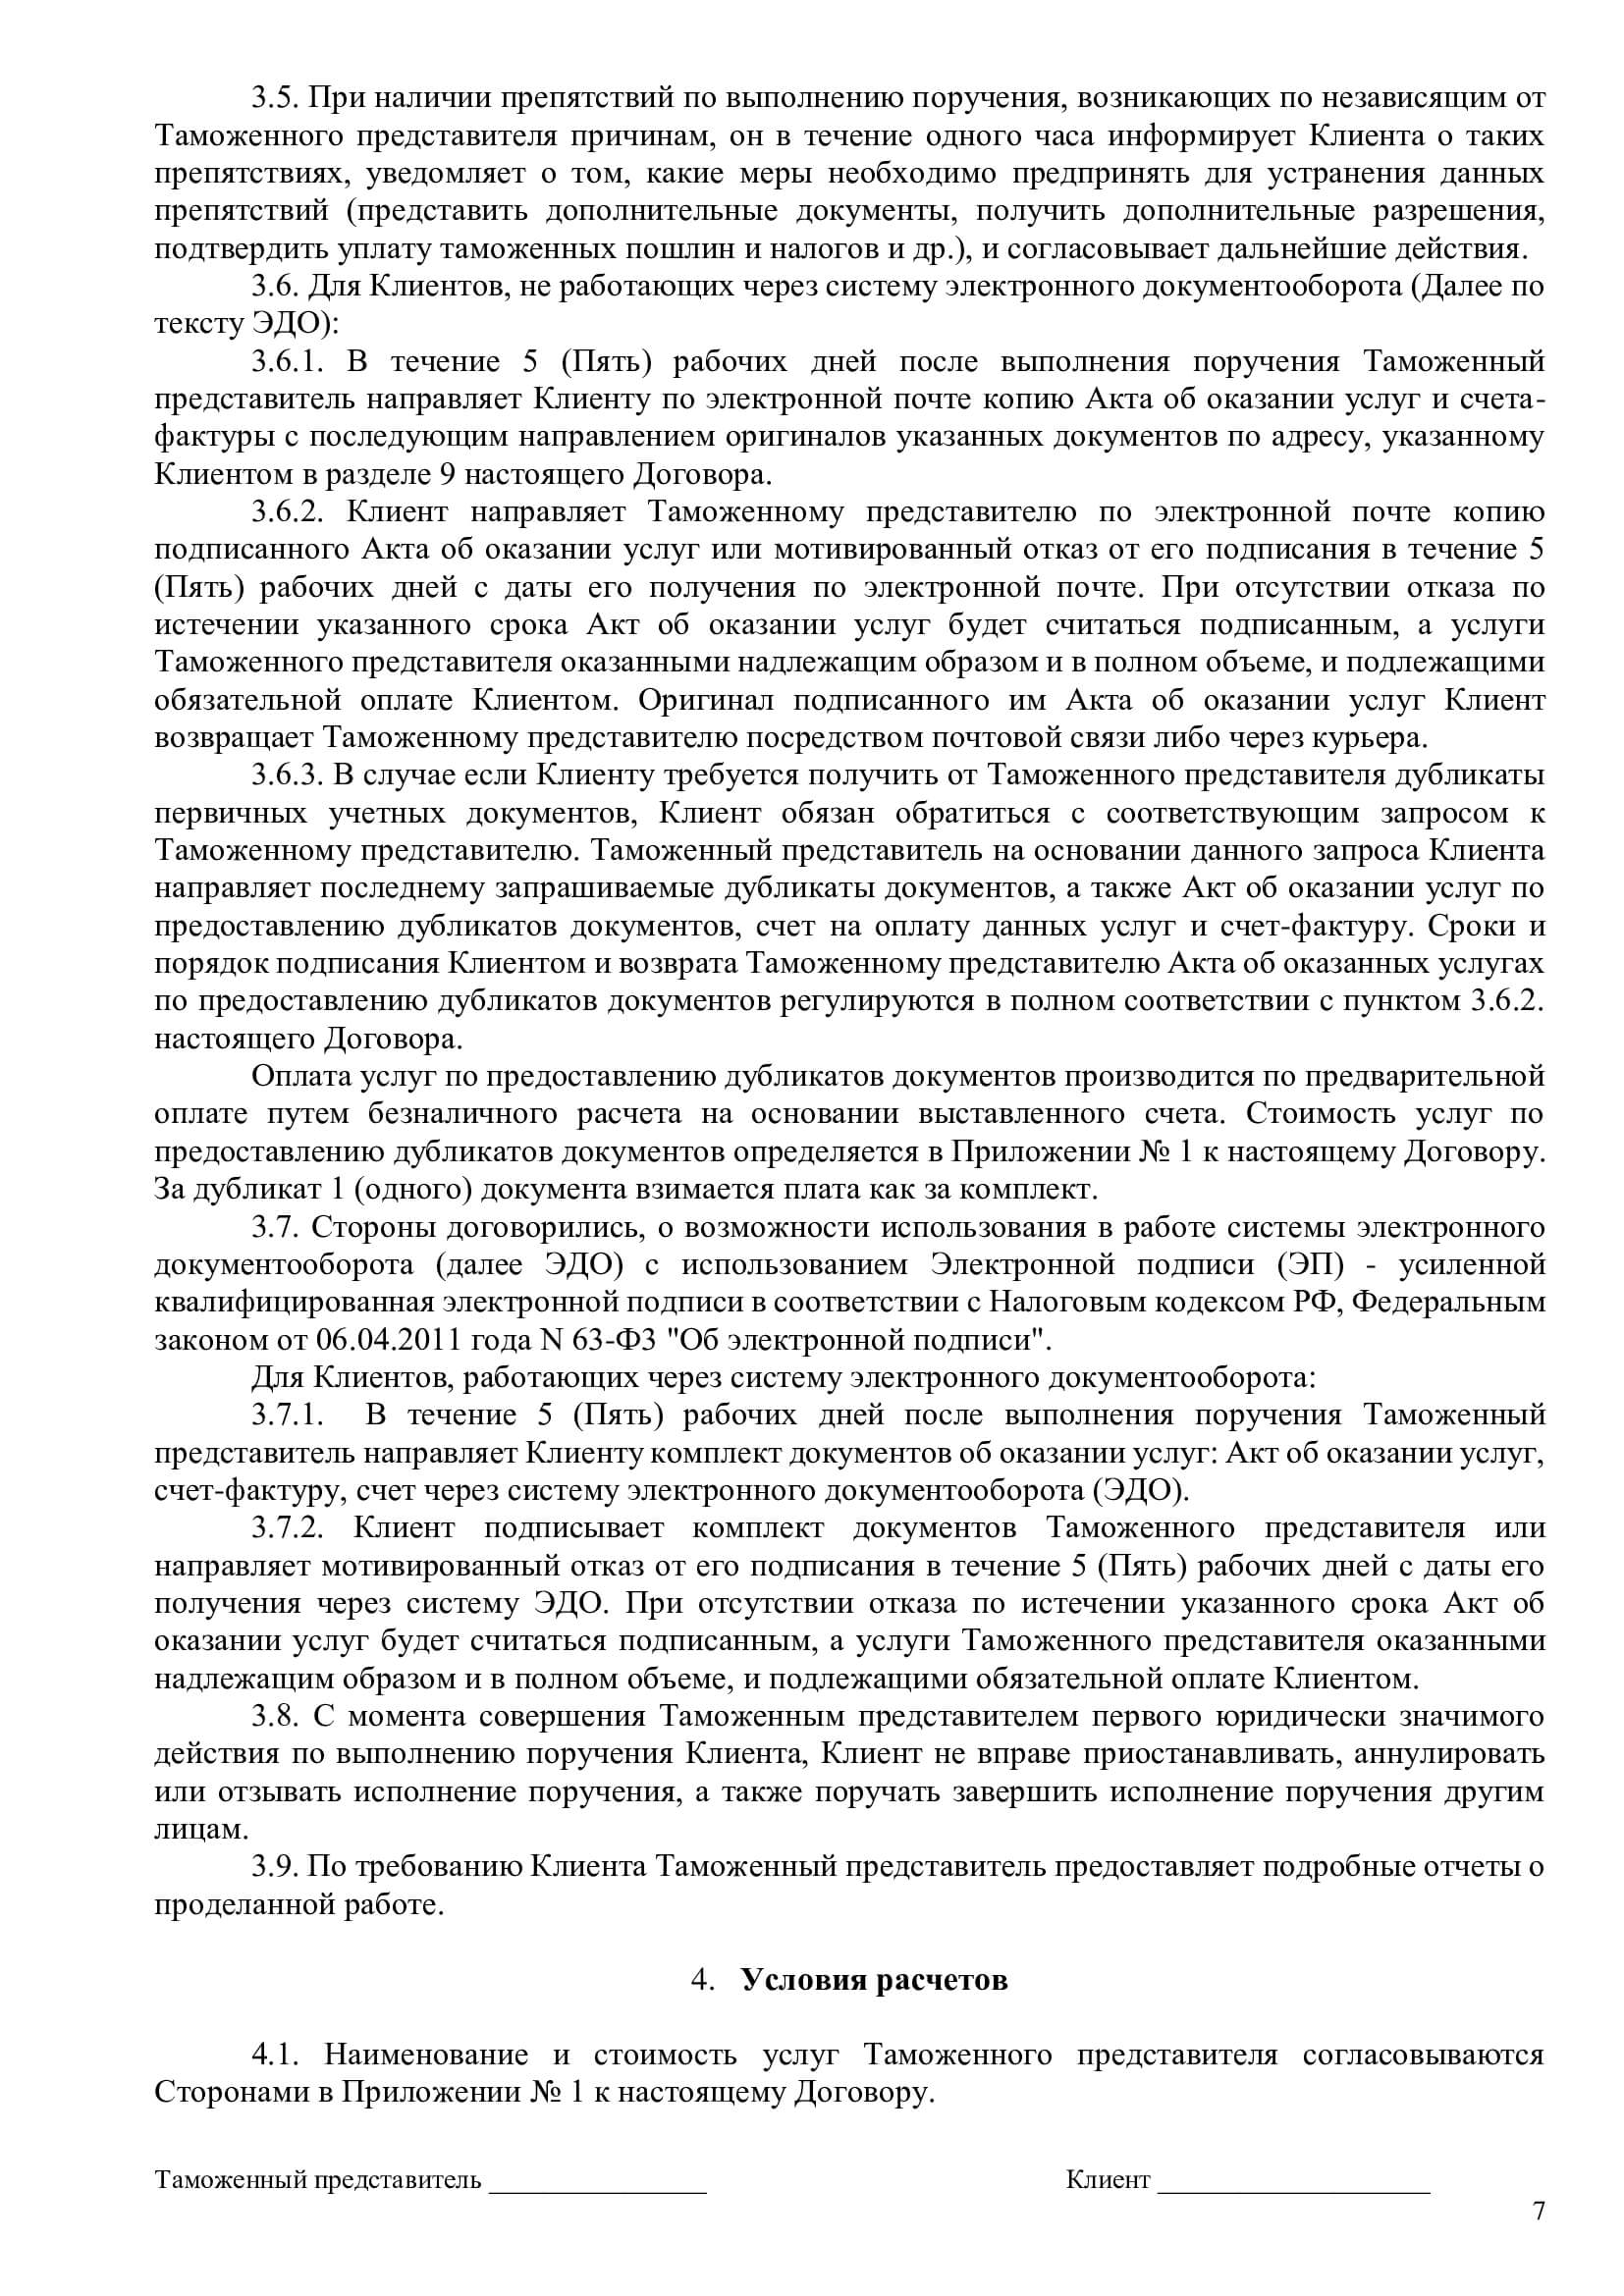 3.5. При наличии препятствий по выполнению поручения, возникающих по независящим от
Таможенного представителя причинам, он в течение одного часа информирует Клиента о таких
препятствиях, уведомляет о том, какие меры необходимо предпринять для устранения данных
препятствий (представить дополнительные документы, получить дополнительные разрешения,
подтвердить уплату таможенных пошлин и налогов и др.), и согласовывает дальнейшие действия.
3.6. Для Клиентов, не работающих через систему электронного документооборота (Далее по
тексту ЭДО):
3.6.1. В течение 5 (Пять) рабочих дней после выполнения поручения Таможенный
представитель направляет Клиенту по электронной почте копию Акта об оказании услуг и счета-
фактуры с последующим направлением оригиналов указанных документов по адресу, указанному
Клиентом в разделе 9 настоящего Договора.
3.6.2. Клиент направляет Таможенному представителю по электронной почте копию
подписанного Акта об оказании услуг или мотивированный отказ от его подписания в течение 5
(Пять) рабочих дней с даты его получения по электронной почте. При отсутствии отказа по
истечении указанного срока Акт об оказании услуг будет считаться подписанным, а услуги
Таможенного представителя оказанными надлежащим образом и в полном объеме, и подлежащими
обязательной оплате Клиентом. Оригинал подписанного им Акта об оказании услуг Клиент
возвращает Таможенному представителю посредством почтовой связи либо через курьера.
3.6.3. В случае если Клиенту требуется получить от Таможенного представителя дубликаты
первичных учетных документов, Клиент обязан обратиться с соответствующим запросом к
Таможенному представителю. Таможенный представитель на основании данного запроса Клиента
направляет последнему запрашиваемые дубликаты документов, а также Акт об оказании услуг по
предоставлению дубликатов документов, счет на оплату данных услуг и счет-фактуру. Сроки и
порядок подписания Клиентом и возврата Таможенному представителю Акта об оказанных услугах
по предоставлению дубликатов документов регулируются в полном соответствии с пунктом 3.6.2.
настоящего Договора.
Оплата услуг по предоставлению дубликатов документов производится по предварительной
оплате путем безналичного расчета на основании выставленного счета. Стоимость услуг по
предоставлению дубликатов документов определяется в Приложении № 1 к настоящему Договору.
За дубликат 1 (одного) документа взимается плата как за комплект.
3.7. Стороны договорились, о возможности использования в работе системы электронного
документооборота (далее ЭДО) с использованием Электронной подписи (ЭП) - усиленной
квалифицированная электронной подписи в соответствии с Налоговым кодексом РФ, Федеральным
законом от 06.04.2011 года N 63-ФЗ "Об электронной подписи".
Для Клиентов, работающих через систему электронного документооборота:
3.7.1. В течение 5 (Пять) рабочих дней после выполнения поручения Таможенный
представитель направляет Клиенту комплект документов об оказании услуг: Акт об оказании услуг,
счет-фактуру, счет через систему электронного документооборота (ЭДО).
3.7.2. Клиент подписывает комплект документов Таможенного представителя или
направляет мотивированный отказ от его подписания в течение 5 (Пять) рабочих дней с даты его
получения через систему ЭДО. При отсутствии отказа по истечении указанного срока Акт об
оказании услуг будет считаться подписанным, а услуги Таможенного представителя оказанными
надлежащим образом и в полном объеме, и подлежащими обязательной оплате Клиентом.
3.8. С момента совершения Таможенным представителем первого юридически значимого
действия по выполнению поручения Клиента, Клиент не вправе приостанавливать, аннулировать
или отзывать исполнение поручения, а также поручать завершить исполнение поручения другим
лицам.
3.9. По требованию Клиента Таможенный представитель предоставляет подробные отчеты о
проделанной работе.
4. Условия расчетов
4.1. Наименование и стоимость услуг Таможенного представителя согласовываются
Сторонами в Приложении № 1 к настоящему Договору.
Таможенный представитель ________________ Клиент ____________________
7